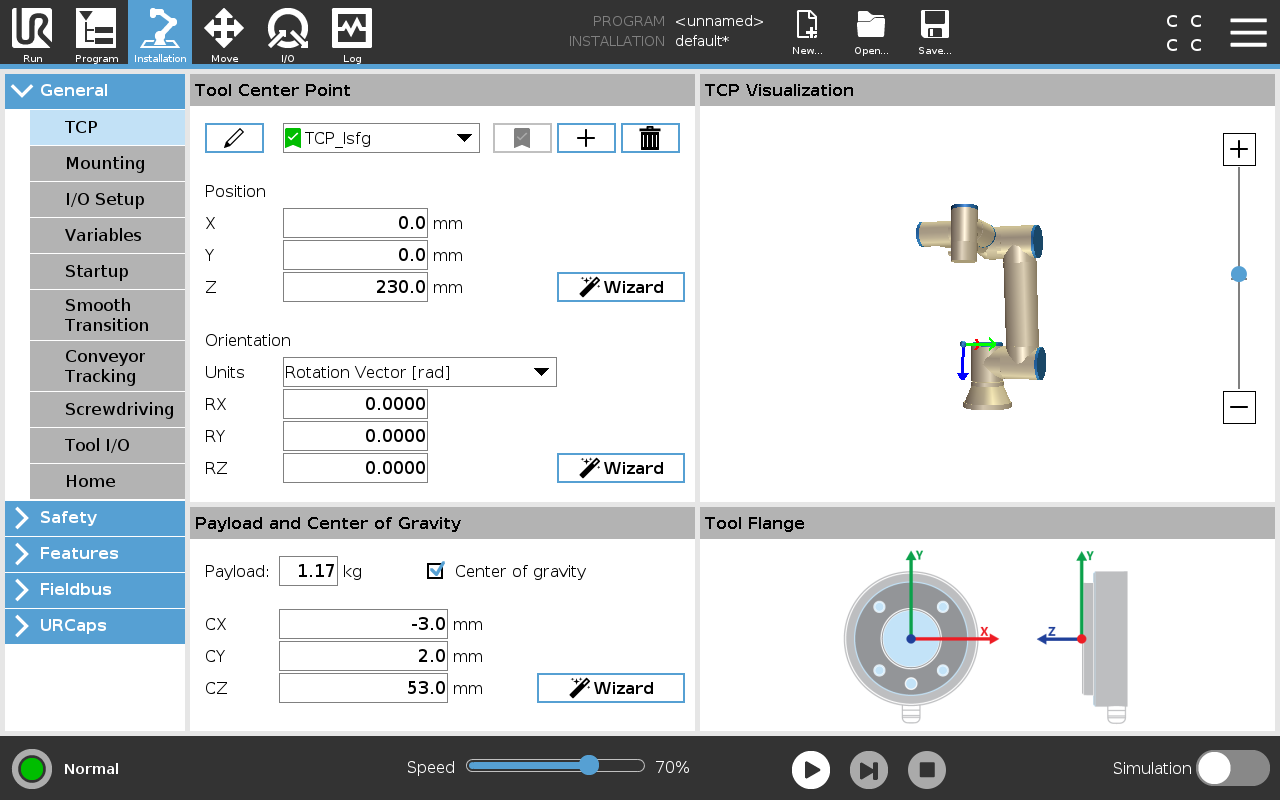 PROGRAM <unnamed>
INSTALLATION default*
C C
C C
Run Program Installation Move I/O Log New... Open... Save...
General
TCP
Mounting
I/O Setup
Variables
Startup
Smooth
Transition
Conveyor
Tracking
Screwdriving
Tool I/O
Home
Safety
Features
Fieldbus
URCaps
Tool Center Point
TCP_lsfg
Position
X 0.0 mm
Y 0.0 mm
Z 230.0 mm Wizard
Orientation
Units Rotation Vector [rad]
RX 0.0000
RY 0.0000
RZ 0.0000 Wizard
Payload and Center of Gravity
Payload: 1.17 kg Center of gravity
CX -3.0 mm
CY 2.0 mm
CZ 53.0 mm Wizard
TCP Visualization
Tool Flange
Y Y
X Z
Normal Speed 70% Simulation